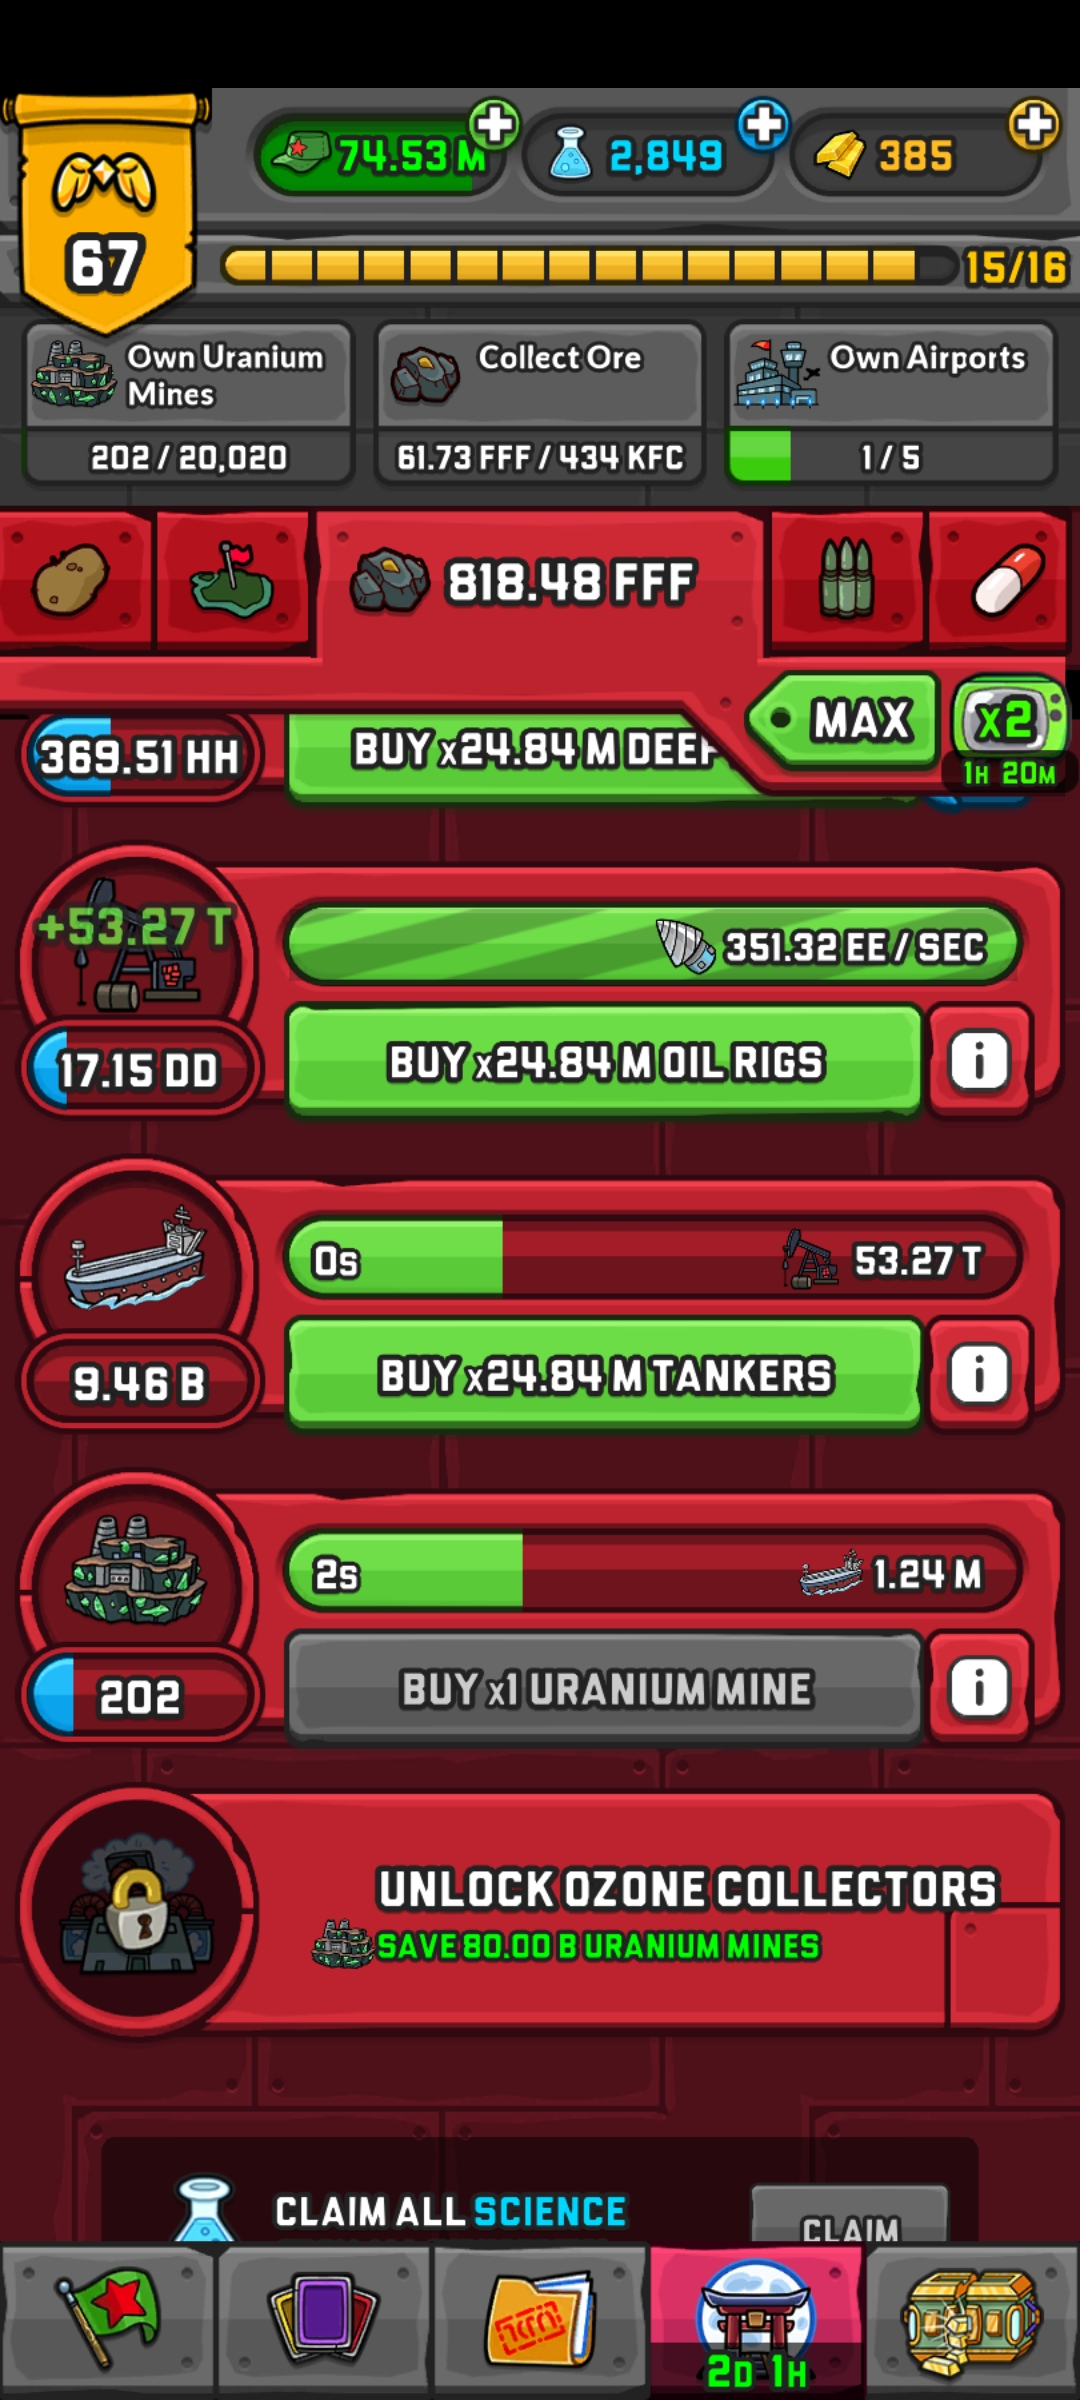 74.53 M
2,849
385
67
15/16
Own Uranium
Mines
202 / 20,020
Collect Ore
61.73 FFF / 434 KFC
Own Airports
1 / 5
818.48 FFF
MAX
x2
1H 20M
369.51 HH
BUY x24.84 M DEEP
+53.27 T
351.32 EE / SEC
17.15 DD
BUY x24.84 M OIL RIGS
i
0s
53.27 T
9.46 B
BUY x24.84 M TANKERS
i
2s
1.24 M
202
BUY x1 URANIUM MINE
i
UNLOCK OZONE COLLECTORS
SAVE 80.00 B URANIUM MINES
CLAIM ALL SCIENCE
CLAIM
2D 1H